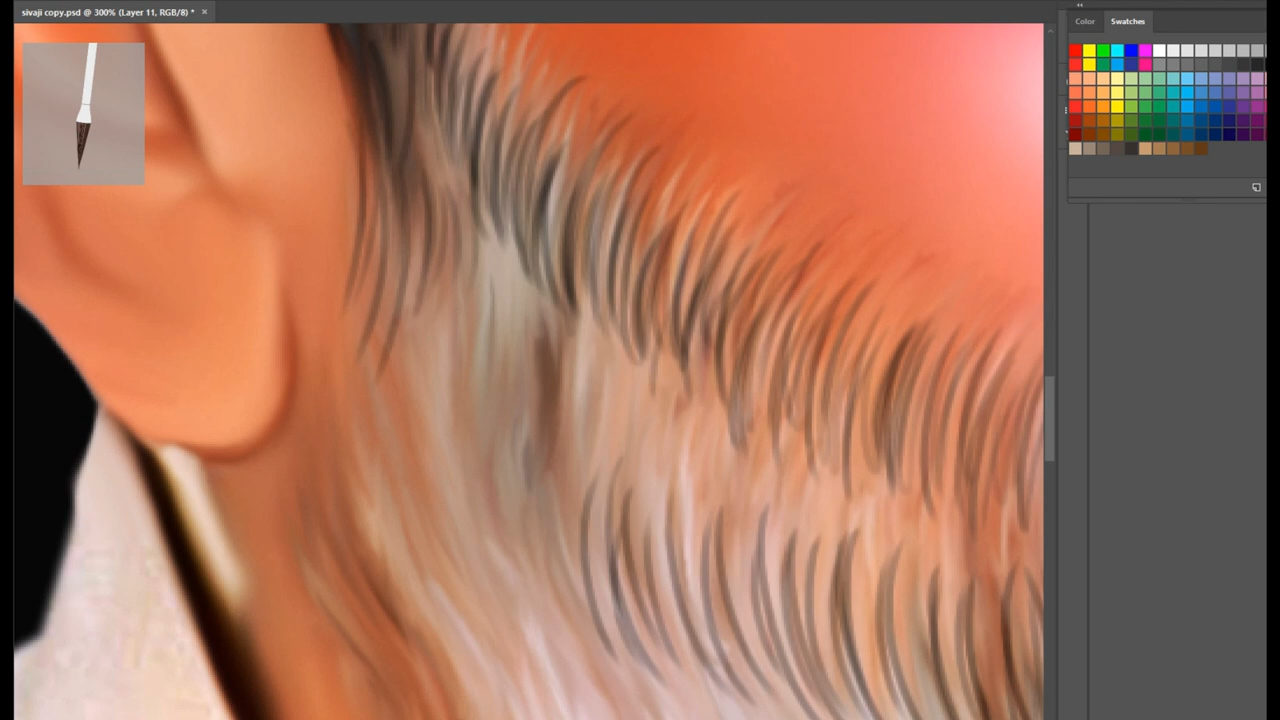 sivaji copy.psd @ 300% (Layer 11, RGB/8) *
Color
Swatches